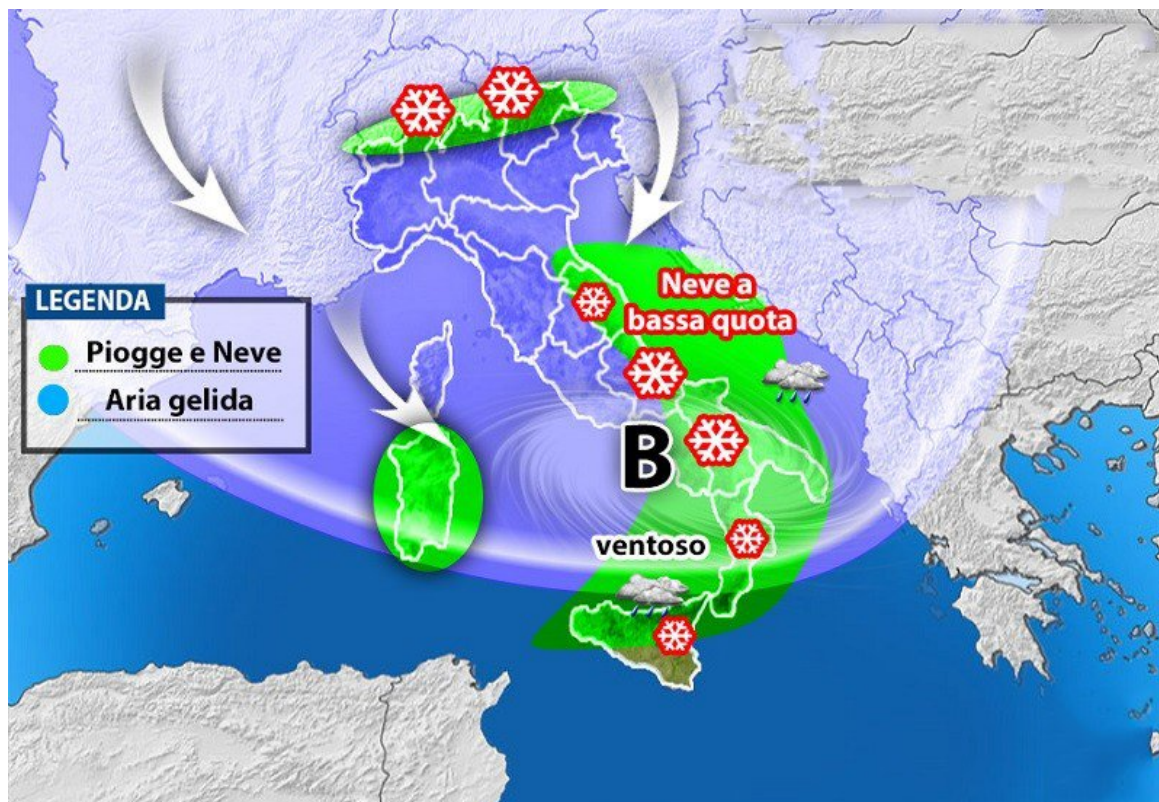 Neve a
bassa quota
LEGENDA
Piogge e Neve
Aria gelida
B
ventoso